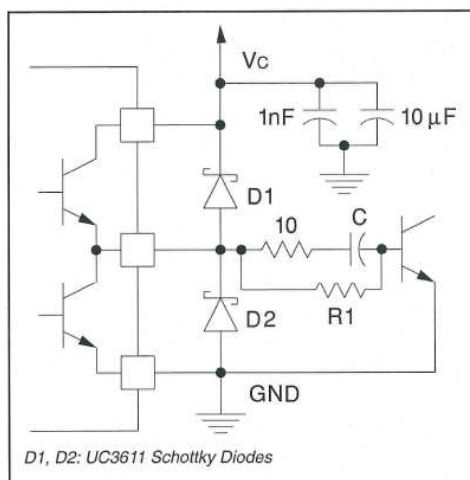 Vc
1nF
10 µF
D1
10
C
R1
D2
GND
D1, D2: UC3611 Schottky Diodes